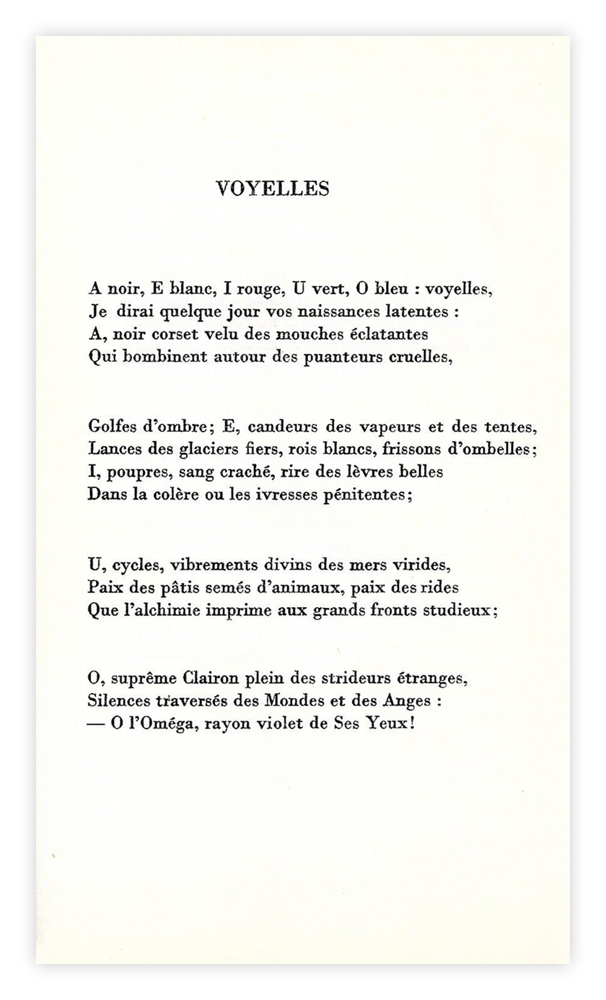 VOYELLES
A noir, E blanc, I rouge, U vert, O bleu : voyelles,
Je dirai quelque jour vos naissances latentes :
A, noir corset velu des mouches éclatantes
Qui bombinent autour des puanteurs cruelles,
Golfes d’ombre; E, candeurs des vapeurs et des tentes,
Lances des glaciers fiers, rois blancs, frissons d’ombelles;
I, poupres, sang craché, rire des lèvres belles
Dans la colère ou les ivresses pénitentes;
U, cycles, vibrements divins des mers virides,
Paix des pâtis semés d’animaux, paix des rides
Que l’alchimie imprime aux grands fronts studieux;
O, suprême Clairon plein des strideurs étranges,
Silences traversés des Mondes et des Anges :
— O l’Oméga, rayon violet de Ses Yeux!